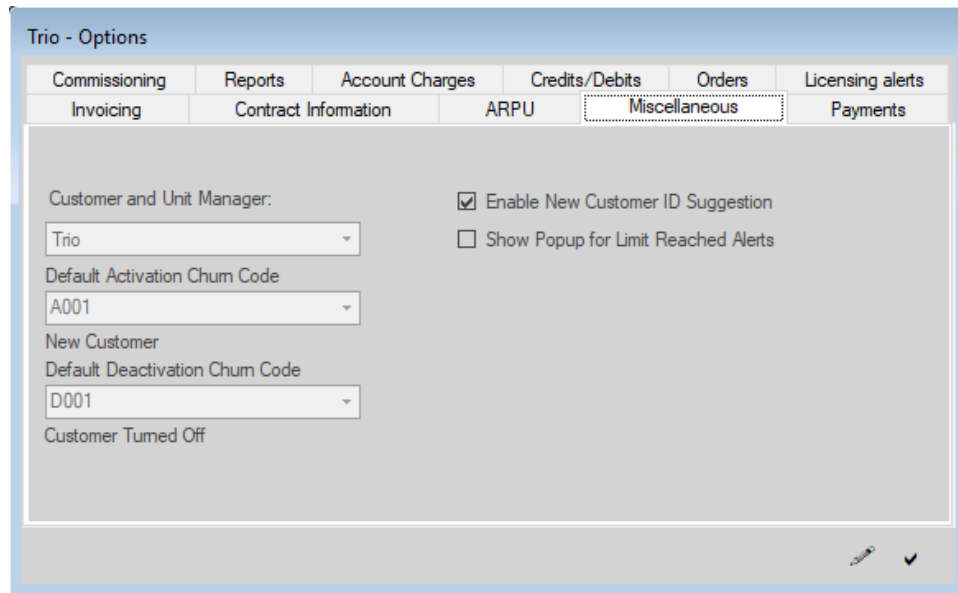 Trio - Options
Commissioning Reports Account Charges Credits/Debits Orders Licensing alerts
Invoicing Contract Information ARPU Miscellaneous Payments
Customer and Unit Manager:
Trio
Default Activation Churn Code
A001
New Customer
Default Deactivation Churn Code
D001
Customer Turned Off
Enable New Customer ID Suggestion
Show Popup for Limit Reached Alerts